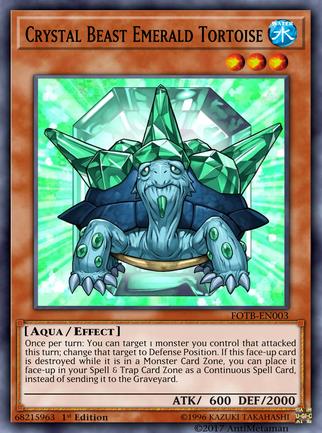 CRYSTAL BEAST EMERALD TORTOISE
WATER
水
FOTB-EN003
[ AQUA / EFFECT ]
Once per turn: You can target 1 monster you control that attacked
this turn; change that target to Defense Position. If this face-up card
is destroyed while it is in a Monster Card Zone, you can place it
face-up in your Spell & Trap Card Zone as a Continuous Spell Card,
instead of sending it to the Graveyard.
ATK/ 600 DEF/2000
68215963 1st Edition ©1996 KAZUKI TAKAHASHI
©2017 AntiMetaman